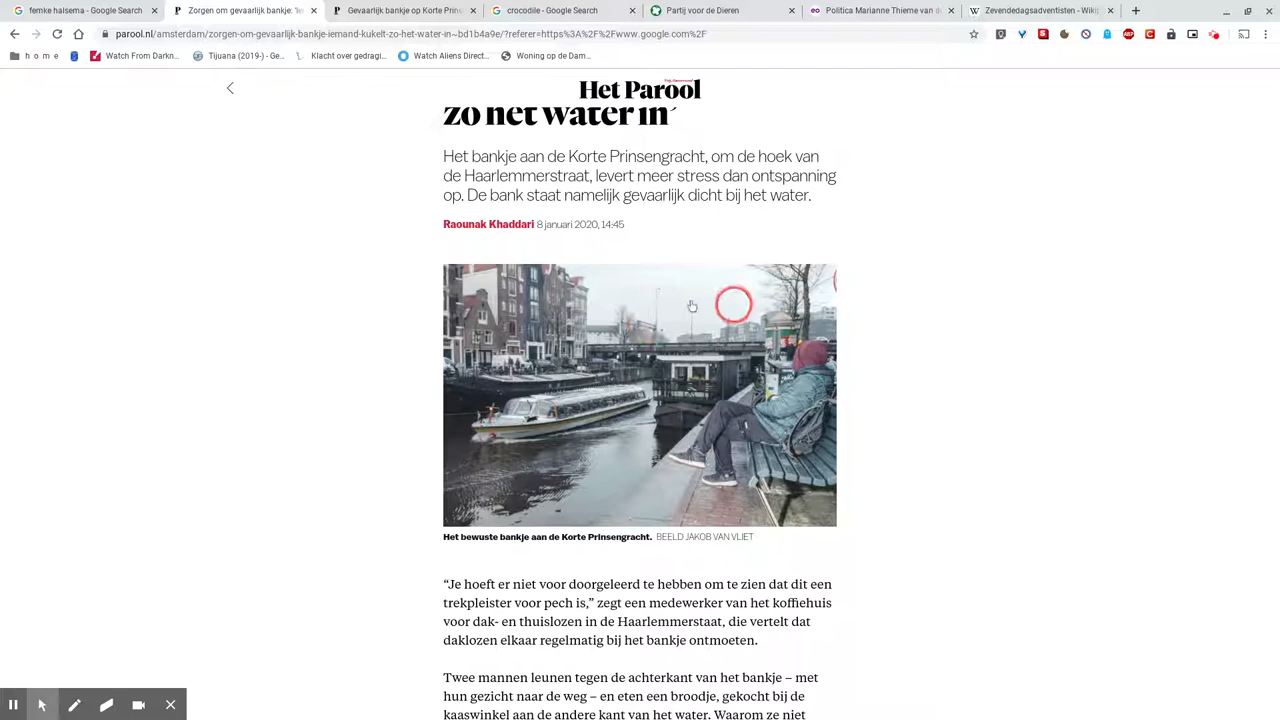 femke halsema - Google Search
Zorgen om gevaarlijk bankje: 'ie
Gevaarlijk bankje op Korte Prins
crocodile - Google Search
Partij voor de Dieren
Politica Marianne Thieme van d
Zevendedagsadventisten - Wiki
parool.nl/amsterdam/zorgen-om-gevaarlijk-bankje-iemand-kukelt-zo-het-water-in~bd1b4a9e/?referer=https%3A%2F%2Fwww.google.com%2F
h o m e
Watch From Darkn...
Tijuana (2019-) - Ge...
Klacht over gedragi...
Watch Aliens Direct...
Woning op de Dam...
Het Parool
zo het water in'
Het bankje aan de Korte Prinsengracht, om de hoek van
de Haarlemmerstraat, levert meer stress dan ontspanning
op. De bank staat namelijk gevaarlijk dicht bij het water.
Raounak Khaddari 8 januari 2020, 14:45
Het bewuste bankje aan de Korte Prinsengracht. BEELD JAKOB VAN VLIET
“Je hoeft er niet voor doorgeleerd te hebben om te zien dat dit een
trekpleister voor pech is,” zegt een medewerker van het koffiehuis
voor dak- en thuislozen in de Haarlemmerstaat, die vertelt dat
daklozen elkaar regelmatig bij het bankje ontmoeten.
Twee mannen leunen tegen de achterkant van het bankje – met
hun gezicht naar de weg – en eten een broodje, gekocht bij de
kaaswinkel aan de andere kant van het water. Waarom ze niet